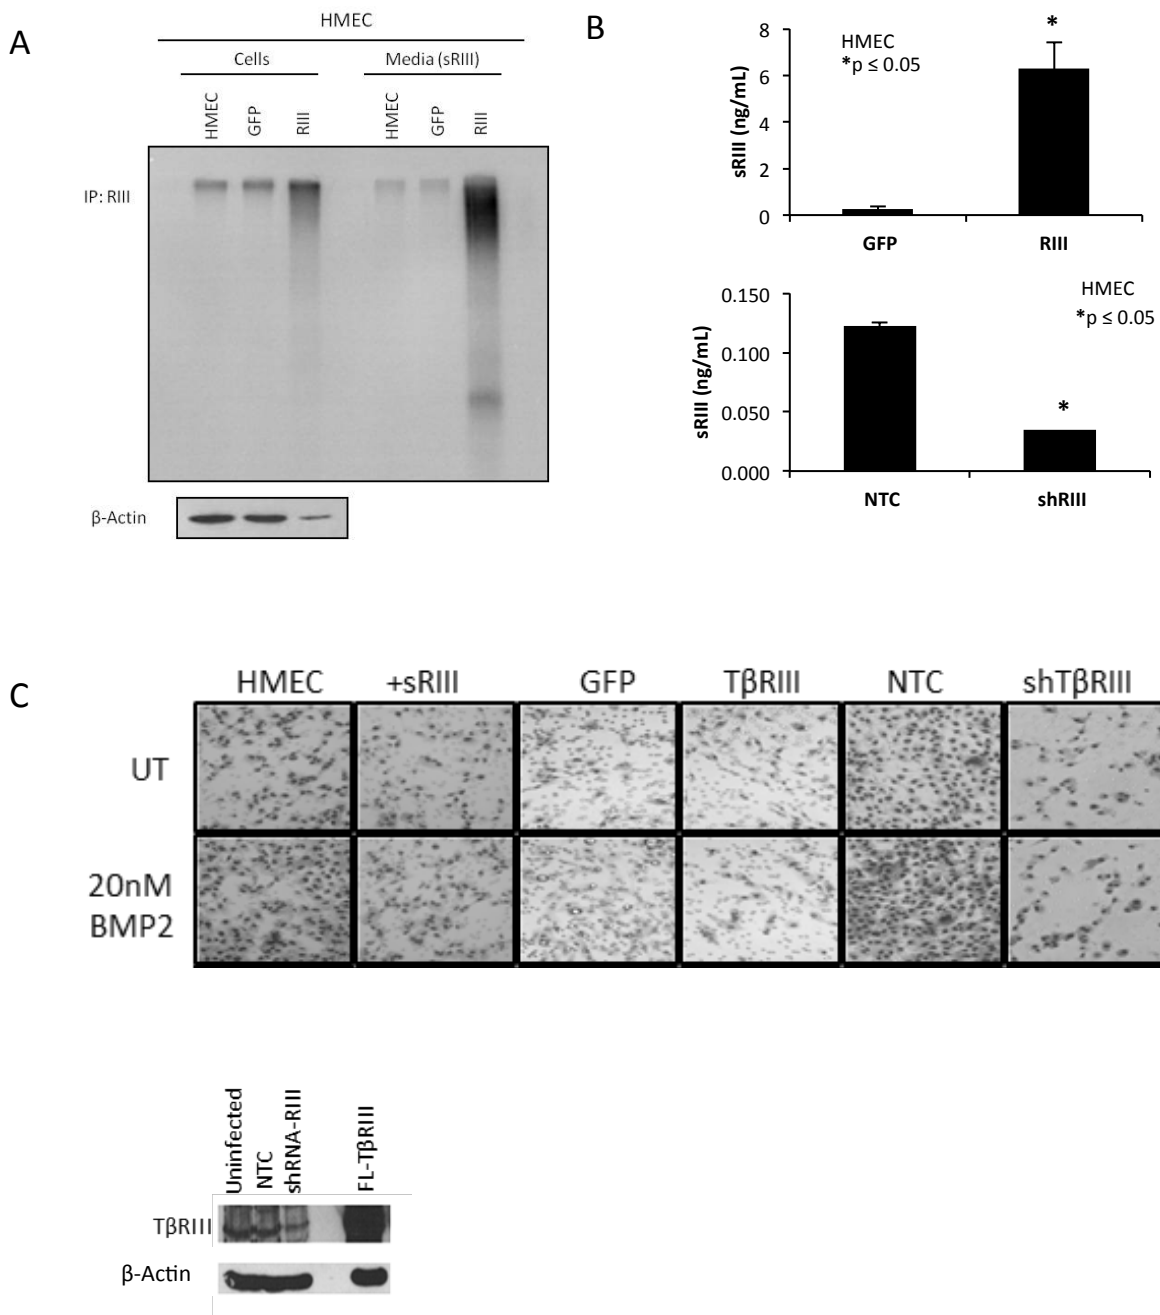 A
HMEC
Cells
Media (sRIII)
HMEC
GFP
RIII
HMEC
GFP
RIII
IP: RIII
β-Actin
B
8
6
4
2
0
sRIII (ng/mL)
HMEC
*p ≤ 0.05
*
GFP
RIII
0.150
0.100
0.050
0.000
sRIII (ng/mL)
HMEC
*p ≤ 0.05
*
NTC
shRIII
C
HMEC
+sRIII
GFP
TβRIII
NTC
shTβRIII
UT
20nM
BMP2
Uninfected
NTC
shRNA-RIII
FL-TβRIII
TβRIII
β-Actin